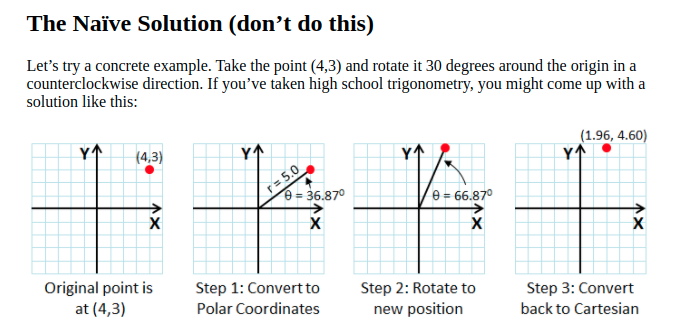 The Naïve Solution (don’t do this)
Let’s try a concrete example. Take the point (4,3) and rotate it 30 degrees around the origin in a
counterclockwise direction. If you’ve taken high school trigonometry, you might come up with a
solution like this:
Y
(4,3)
X
Original point is
at (4,3)
Y
r = 5.0
θ = 36.87⁰
X
Step 1: Convert to
Polar Coordinates
Y
θ = 66.87⁰
X
Step 2: Rotate to
new position
(1.96, 4.60)
Y
X
Step 3: Convert
back to Cartesian